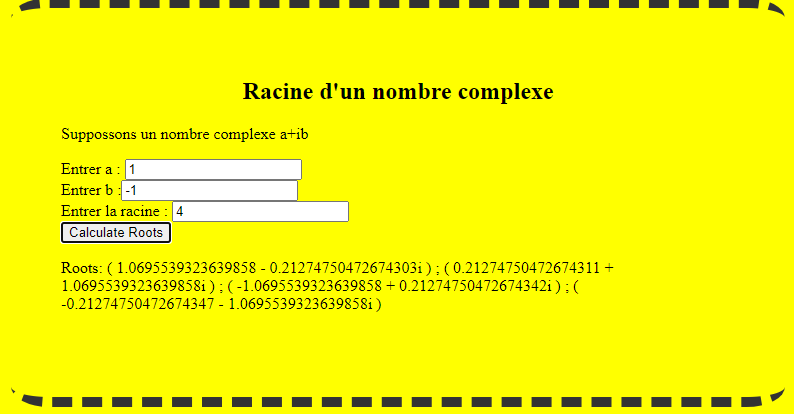 Racine d'un nombre complexe
Suppossons un nombre complexe a+ib
Entrer a : 1
Entrer b : -1
Entrer la racine : 4
Calculate Roots
Roots: ( 1.0695539323639858 - 0.21274750472674303i ) ; ( 0.21274750472674311 +
1.0695539323639858i ) ; ( -1.0695539323639858 + 0.21274750472674342i ) ; (
-0.21274750472674347 - 1.0695539323639858i )